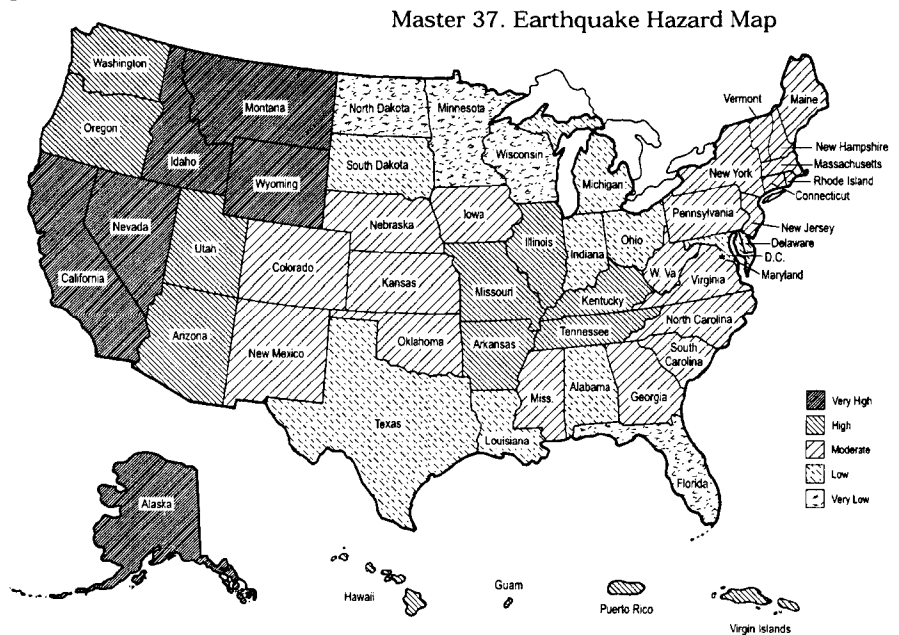 Master 37. Earthquake Hazard Map
Washington
Oregon
Idaho
Montana
Wyoming
North Dakota
South Dakota
Minnesota
Wisconsin
Michigan
Vermont
Maine
New Hampshire
Massachusetts
Rhode Island
Connecticut
New York
Pennsylvania
New Jersey
Delaware
D.C.
Maryland
California
Nevada
Utah
Colorado
Nebraska
Kansas
Iowa
Missouri
Illinois
Indiana
Ohio
Kentucky
W. Va
Virginia
North Carolina
Tennessee
South
Carolina
Arizona
New Mexico
Oklahoma
Arkansas
Texas
Louisiana
Miss.
Alabama
Georgia
Florida
Very High
High
Moderate
Low
Very Low
Alaska
Hawaii
Guam
Puerto Rico
Virgin Islands